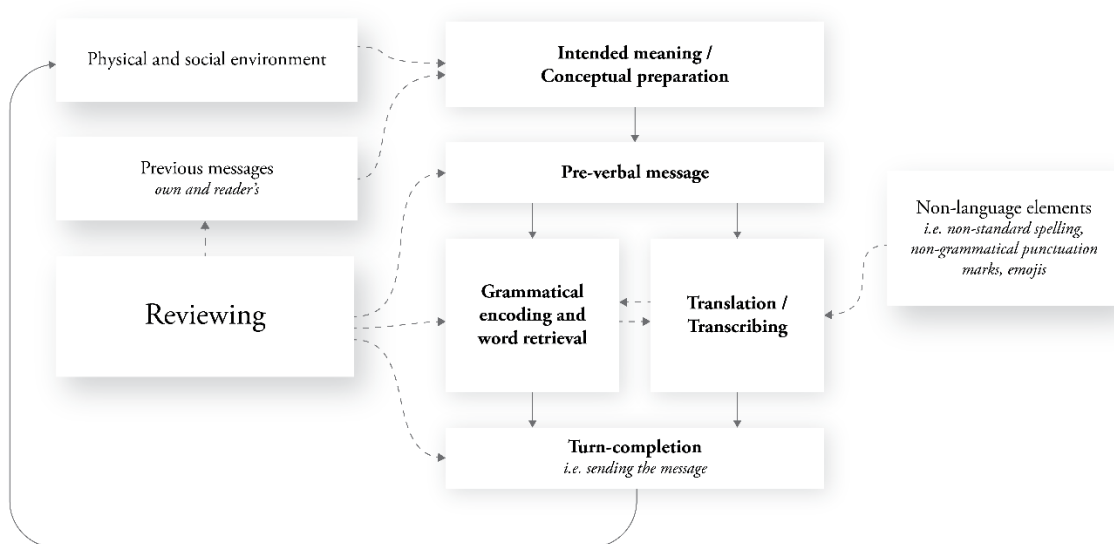 Physical and social environment
Intended meaning /
Conceptual preparation
Previous messages
own and reader's
Pre-verbal message
Non-language elements
i.e. non-standard spelling,
non-grammatical punctuation
marks, emojis
Reviewing
Grammatical
encoding and
word retrieval
Translation /
Transcribing
Turn-completion
i.e. sending the message